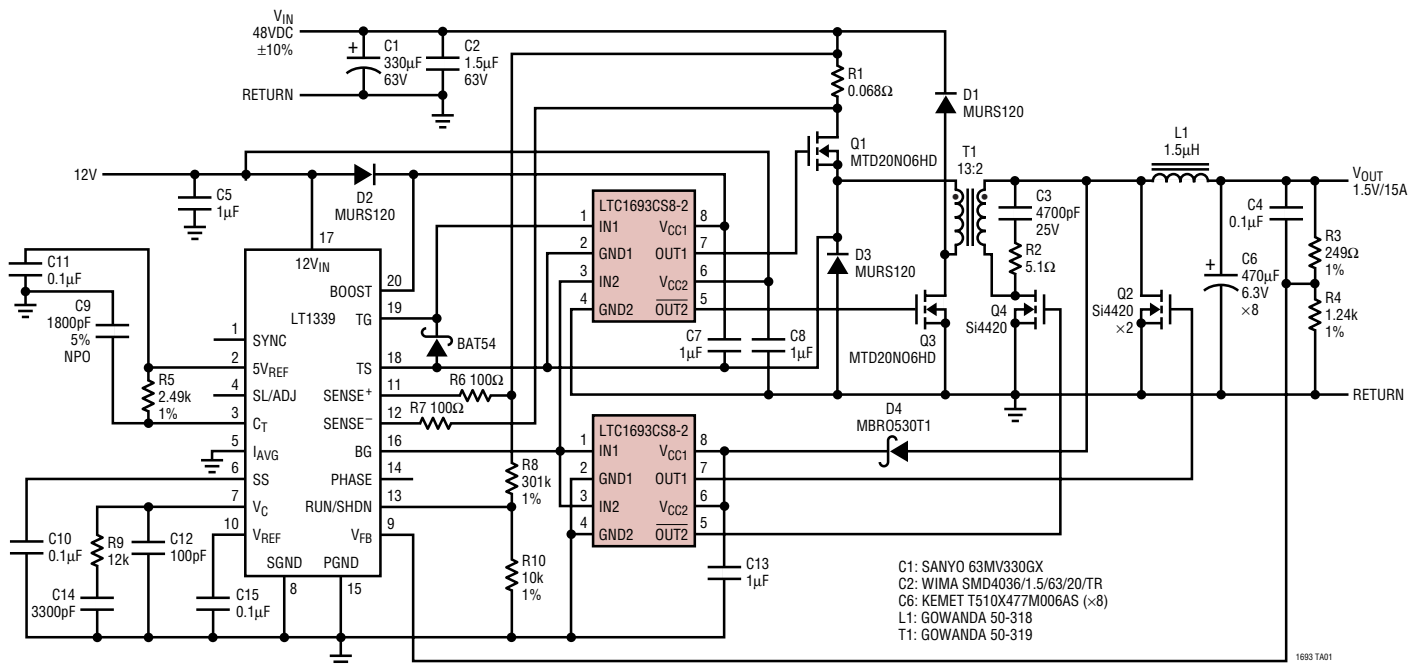 VIN
48VDC
±10%
C1
330µF
63V
C2
1.5µF
63V
RETURN
R1
0.068Ω
D1
MURS120
Q1
MTD20NO6HD
T1
13:2
L1
1.5µH
VOUT
1.5V/15A
12V
C5
1µF
D2
MURS120
LTC1693CS8-2
1 IN1 VCC1 8
2 GND1 OUT1 7
3 IN2 VCC2 6
4 GND2 OUT2 5
D3
MURS120
C3
4700pF
25V
R2
5.1Ω
C4
0.1µF
R3
249Ω
1%
C6
470µF
6.3V
×8
R4
1.24k
1%
Q2
Si4420
×2
Q4
Si4420
Q3
MTD20NO6HD
C7
1µF
C8
1µF
RETURN
C11
0.1µF
C9
1800pF
5%
NPO
R5
2.49k
1%
17
12VIN
LT1339
BOOST 20
TG 19
BAT54
1 SYNC
2 5VREF
TS 18
4 SL/ADJ
SENSE+ 11
R6 100Ω
3 CT
SENSE– 12
R7 100Ω
5 IAVG
BG 16
6 SS
PHASE 14
7 VC
RUN/SHDN 13
10 VREF
VFB 9
SGND
8
PGND
15
R8
301k
1%
R10
10k
1%
LTC1693CS8-2
1 IN1 VCC1 8
2 GND1 OUT1 7
3 IN2 VCC2 6
4 GND2 OUT2 5
D4
MBRO530T1
C13
1µF
C10
0.1µF
R9
12k
C12
100pF
C14
3300pF
C15
0.1µF
C1: SANYO 63MV330GX
C2: WIMA SMD4036/1.5/63/20/TR
C6: KEMET T510X477M006AS (×8)
L1: GOWANDA 50-318
T1: GOWANDA 50-319
1693 TA01